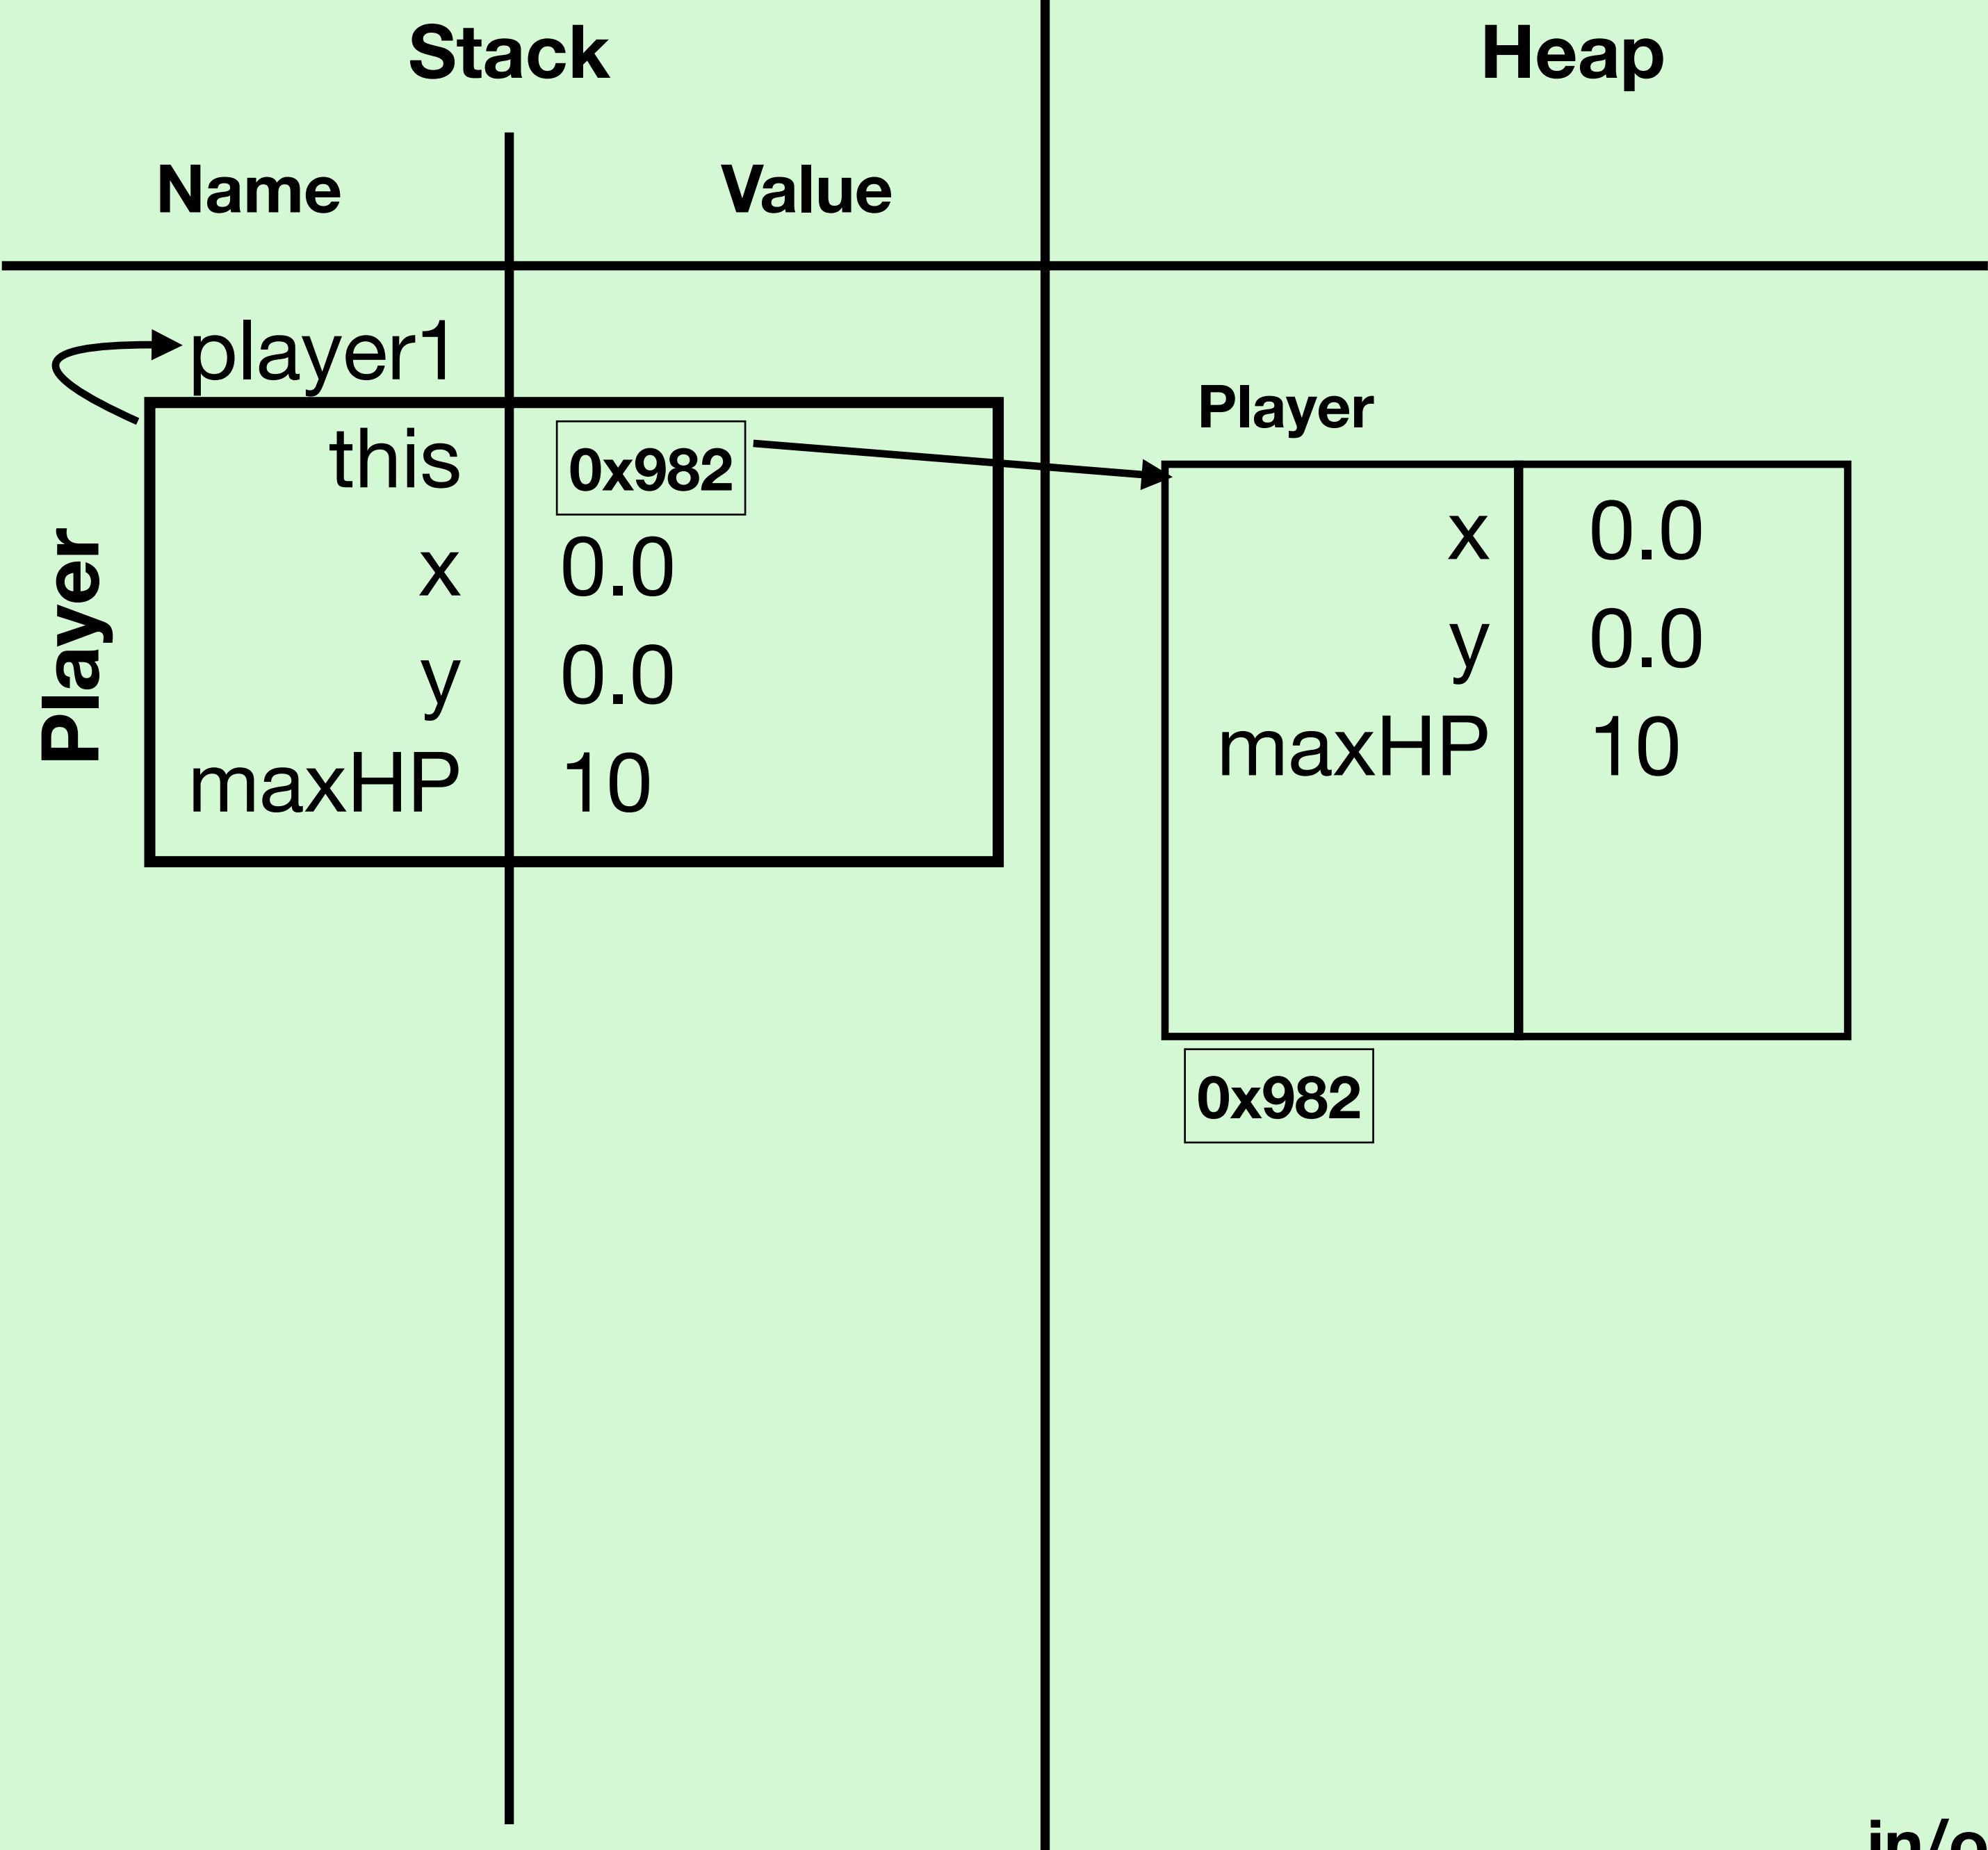 Stack
Heap
Name
Value
player1
Player
this
0x982
x
0.0
y
0.0
maxHP
10
Player
x
0.0
y
0.0
maxHP
10
0x982
in/o